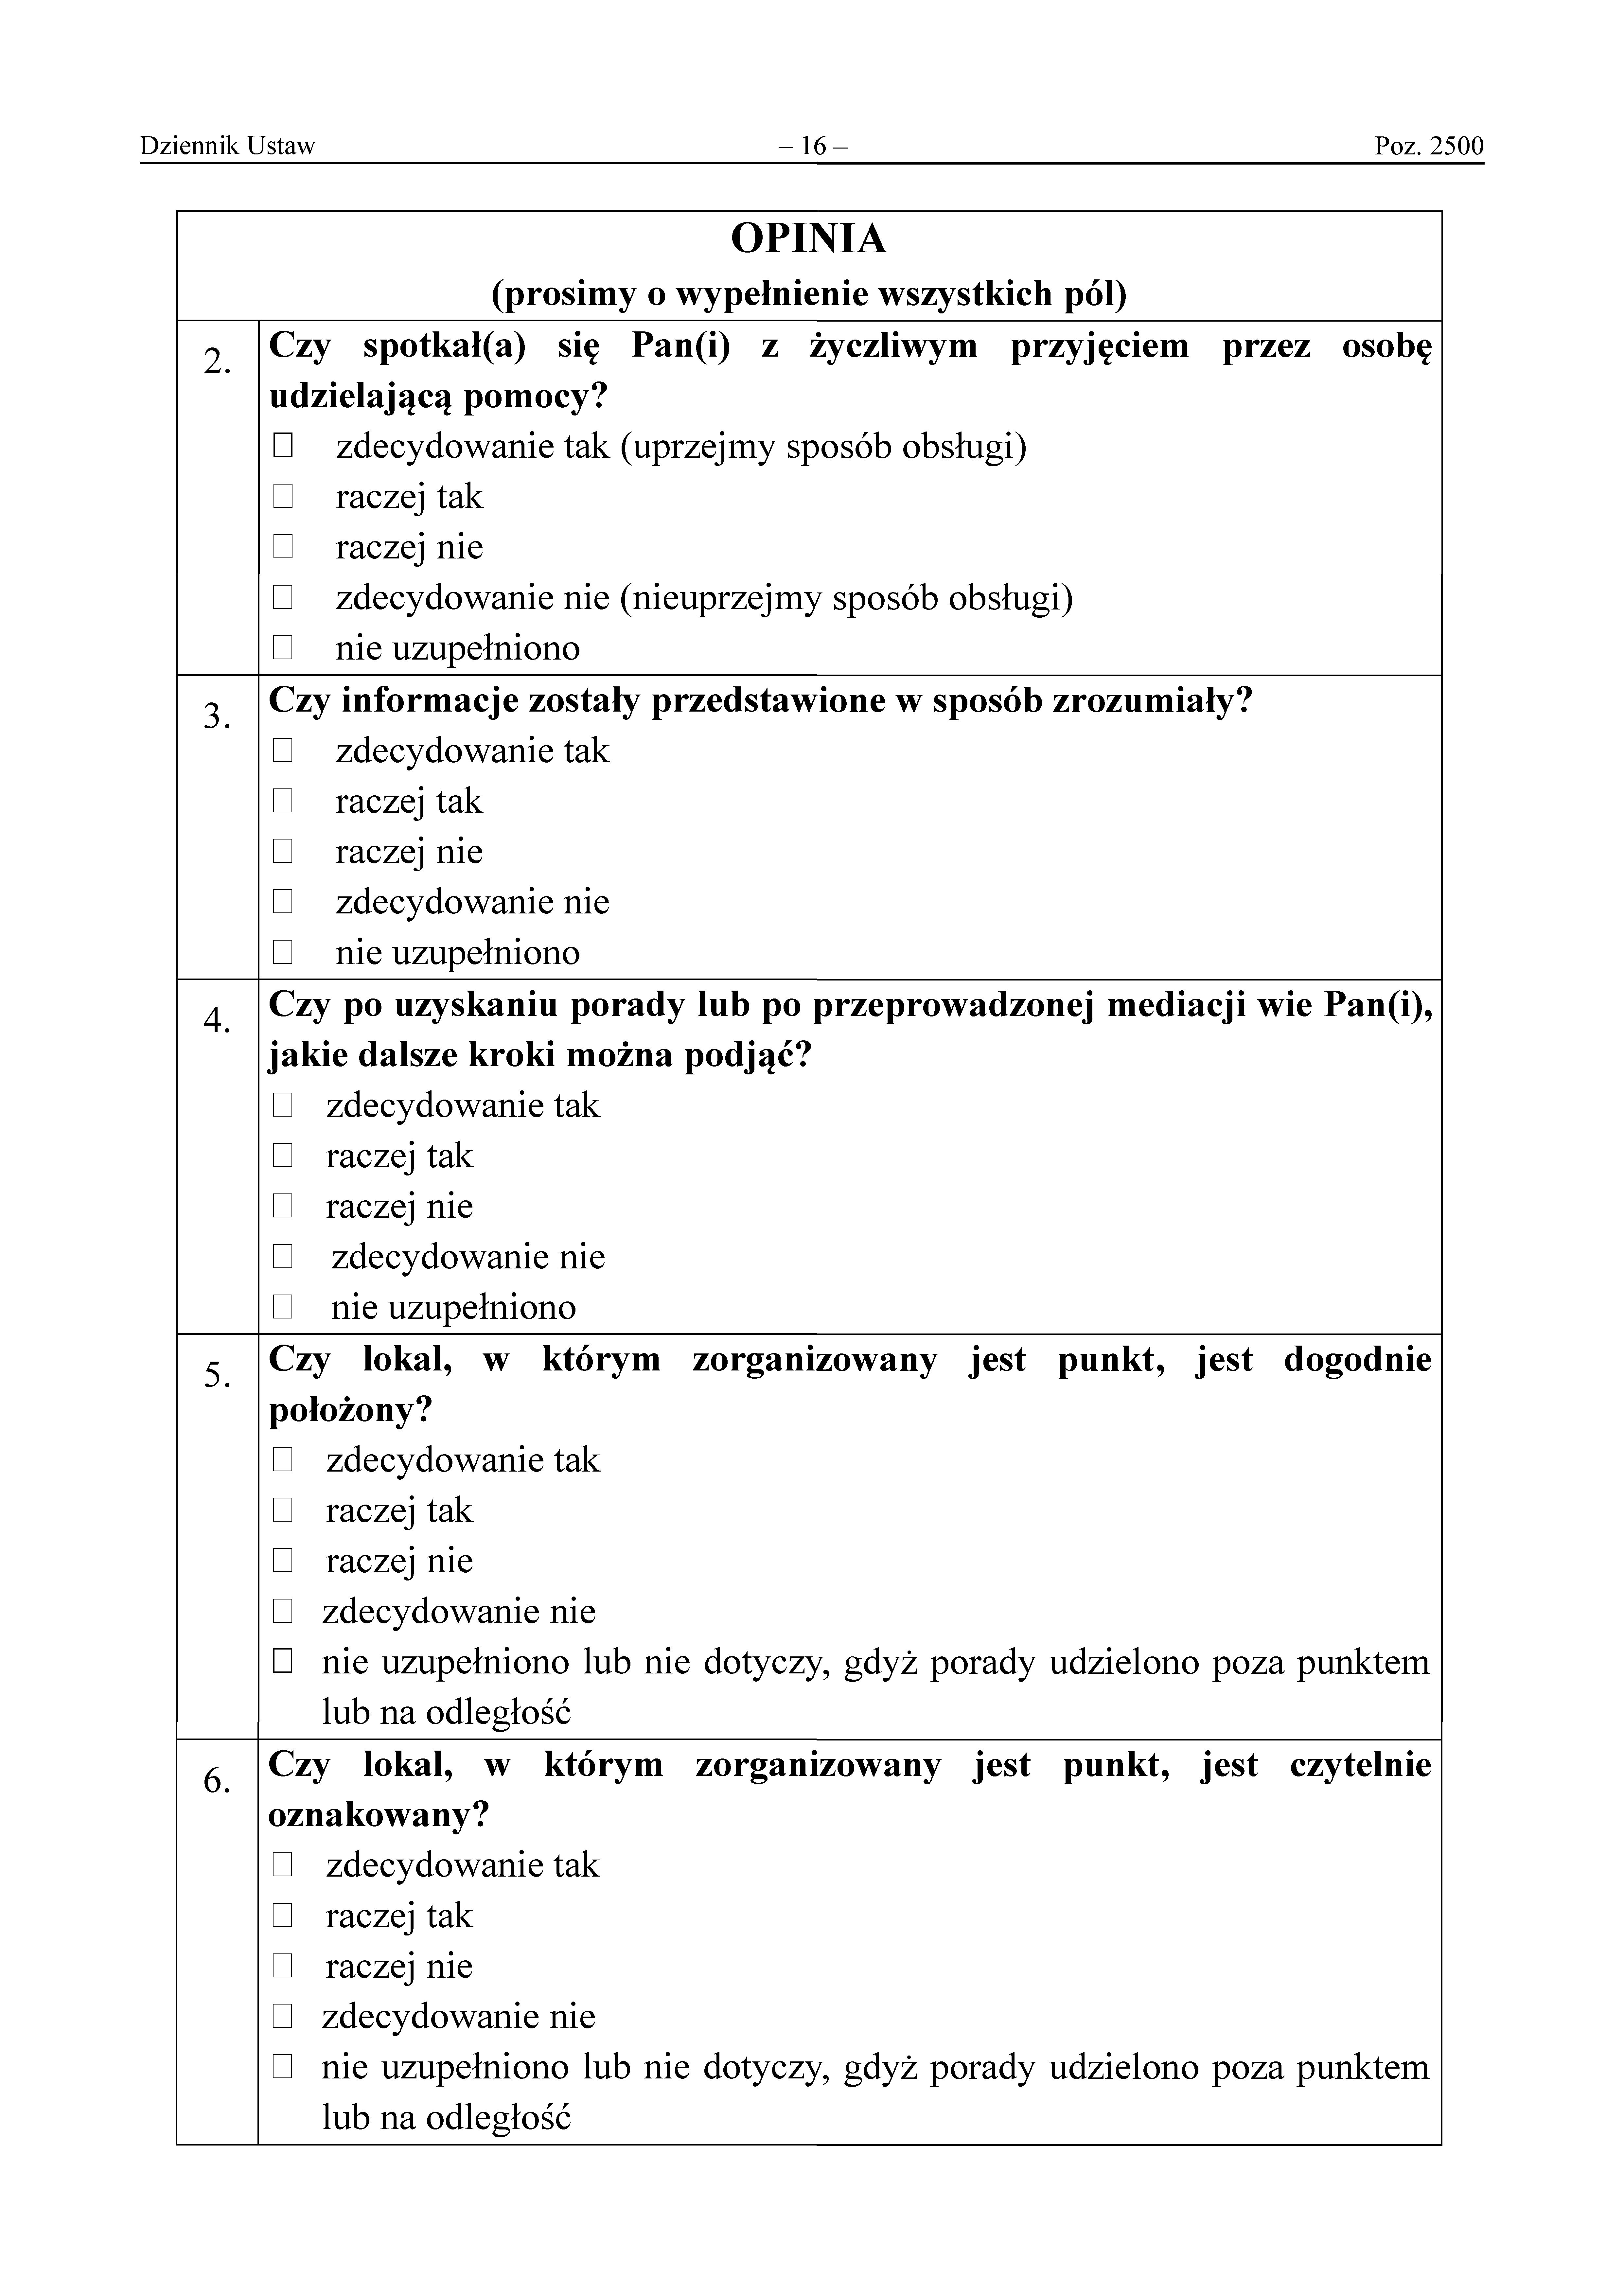 Dziennik Ustaw – 16 – Poz. 2500
OPINIA
(prosimy o wypełnienie wszystkich pól)
2. Czy spotkał(a) się Pan(i) z życzliwym przyjęciem przez osobę
udzielającą pomocy?
□ zdecydowanie tak (uprzejmy sposób obsługi)
□ raczej tak
□ raczej nie
□ zdecydowanie nie (nieuprzejmy sposób obsługi)
□ nie uzupełniono
3. Czy informacje zostały przedstawione w sposób zrozumiały?
□ zdecydowanie tak
□ raczej tak
□ raczej nie
□ zdecydowanie nie
□ nie uzupełniono
4. Czy po uzyskaniu porady lub po przeprowadzonej mediacji wie Pan(i),
jakie dalsze kroki można podjąć?
□ zdecydowanie tak
□ raczej tak
□ raczej nie
□ zdecydowanie nie
□ nie uzupełniono
5. Czy lokal, w którym zorganizowany jest punkt, jest dogodnie
położony?
□ zdecydowanie tak
□ raczej tak
□ raczej nie
□ zdecydowanie nie
□ nie uzupełniono lub nie dotyczy, gdyż porady udzielono poza punktem
lub na odległość
6. Czy lokal, w którym zorganizowany jest punkt, jest czytelnie
oznakowany?
□ zdecydowanie tak
□ raczej tak
□ raczej nie
□ zdecydowanie nie
□ nie uzupełniono lub nie dotyczy, gdyż porady udzielono poza punktem
lub na odległość